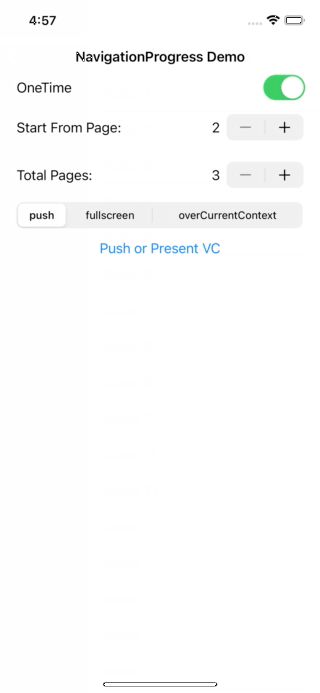 4:57
NavigationProgress Demo
OneTime
Start From Page: 2 − +
Total Pages: 3 − +
push fullscreen overCurrentContext
Push or Present VC